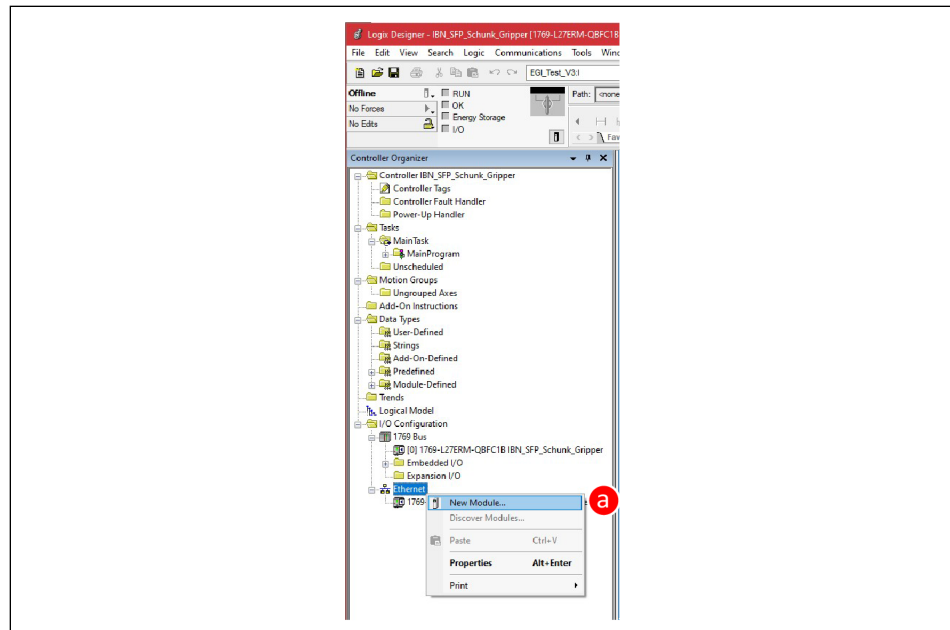 Logix Designer - IBN_SFP_Schunk_Gripper [1769-L27ERM-QBFC1B
File Edit View Search Logic Communications Tools Wind
EGI_Test_V3:I
Offline RUN Path: <none
No Forces OK
Energy Storage
No Edits I/O
Fav
Controller Organizer
Controller IBN_SFP_Schunk_Gripper
Controller Tags
Controller Fault Handler
Power-Up Handler
Tasks
MainTask
MainProgram
Unscheduled
Motion Groups
Ungrouped Axes
Add-On Instructions
Data Types
User-Defined
Strings
Add-On-Defined
Predefined
Module-Defined
Trends
Logical Model
I/O Configuration
1769 Bus
[0] 1769-L27ERM-QBFC1B IBN_SFP_Schunk_Gripper
Embedded I/O
Expansion I/O
Ethernet
1769- New Module... a
Discover Modules...
Paste Ctrl+V
Properties Alt+Enter
Print